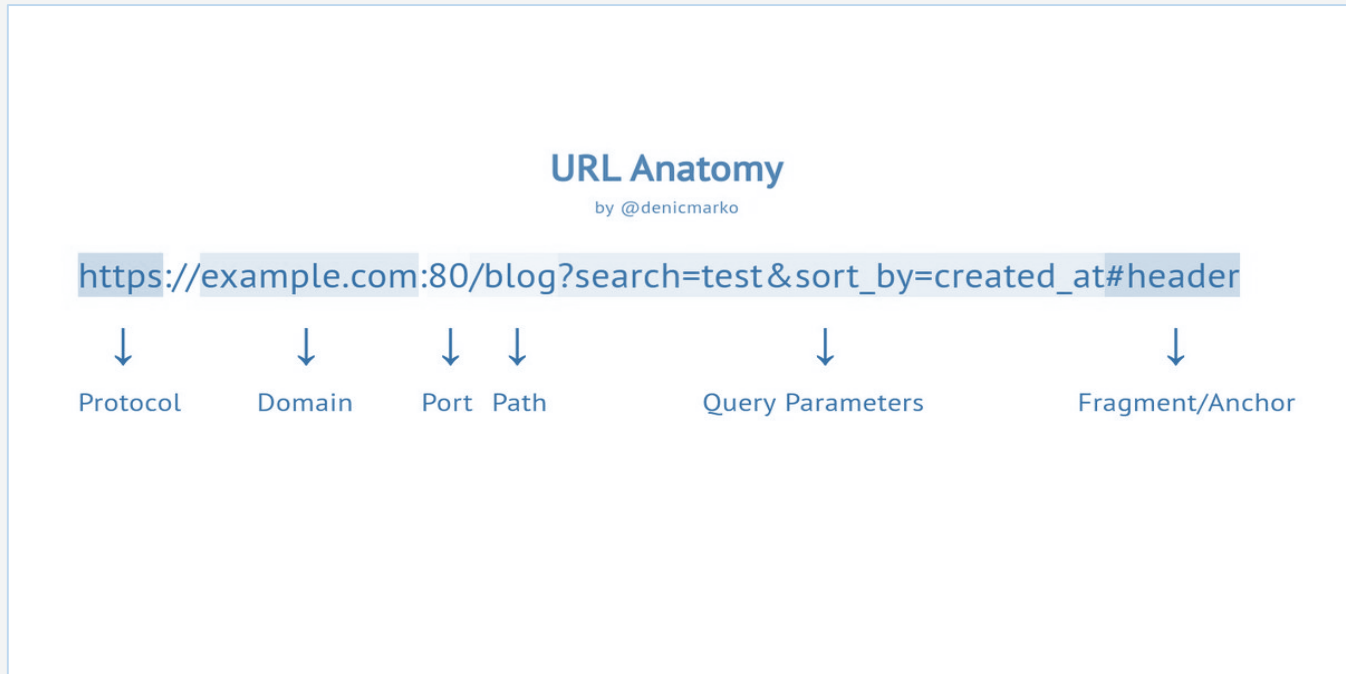 URL Anatomy
by @denicmarko
https://example.com:80/blog?search=test&sort_by=created_at#header
↓ ↓ ↓ ↓ ↓ ↓
Protocol Domain Port Path Query Parameters Fragment/Anchor